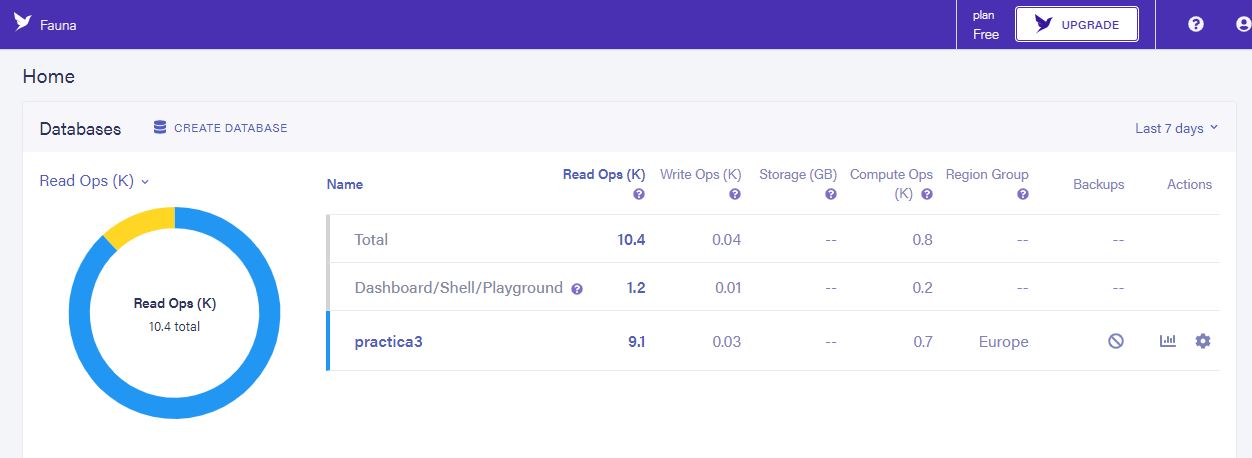 Fauna
plan
Free
UPGRADE
Home
Databases
CREATE DATABASE
Last 7 days
Read Ops (K)
Read Ops (K)
10.4 total
Name Read Ops (K) Write Ops (K) Storage (GB) Compute Ops (K) Region Group Backups Actions
Total 10.4 0.04 -- 0.8 -- --
Dashboard/Shell/Playground 1.2 0.01 -- 0.2 -- --
practica3 9.1 0.03 -- 0.7 Europe